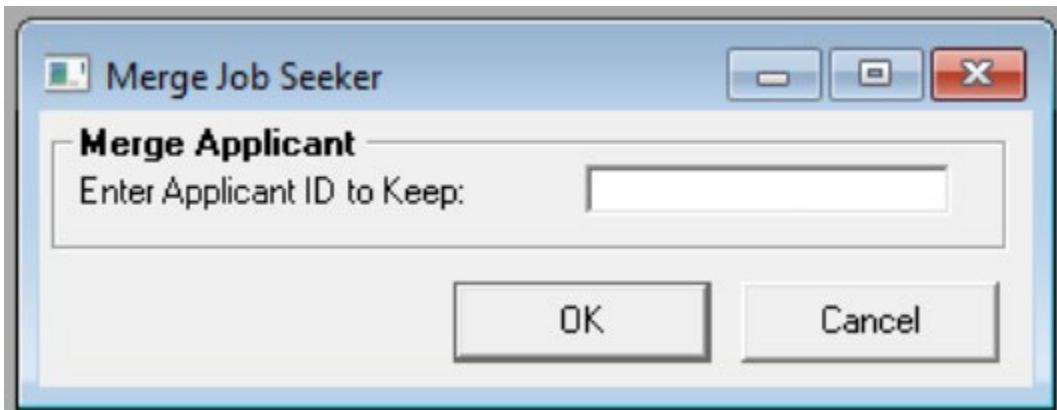 Merge Job Seeker
Merge Applicant
Enter Applicant ID to Keep:
OK
Cancel